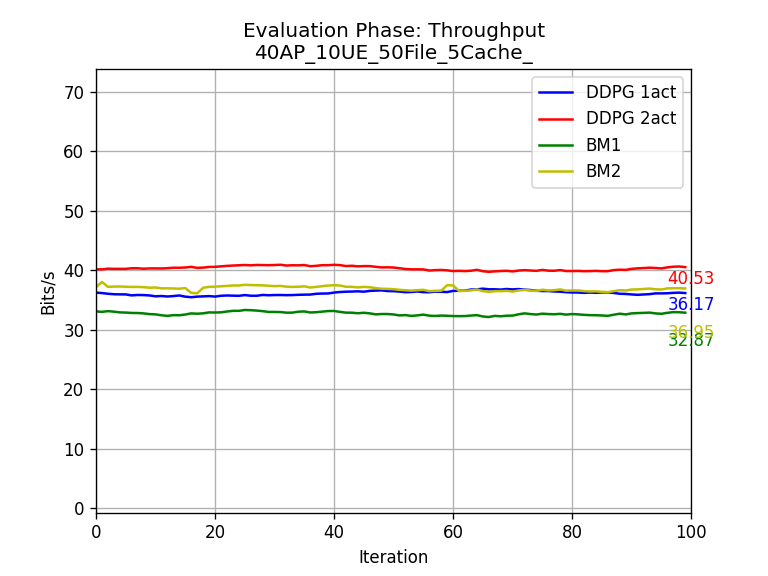 Evaluation Phase: Throughput
40AP_10UE_50File_5Cache_
DDPG 1act
DDPG 2act
BM1
BM2
70
60
50
40
30
20
10
0
Bits/s
40.53
36.17
36.95
32.87
0 20 40 60 80 100
Iteration